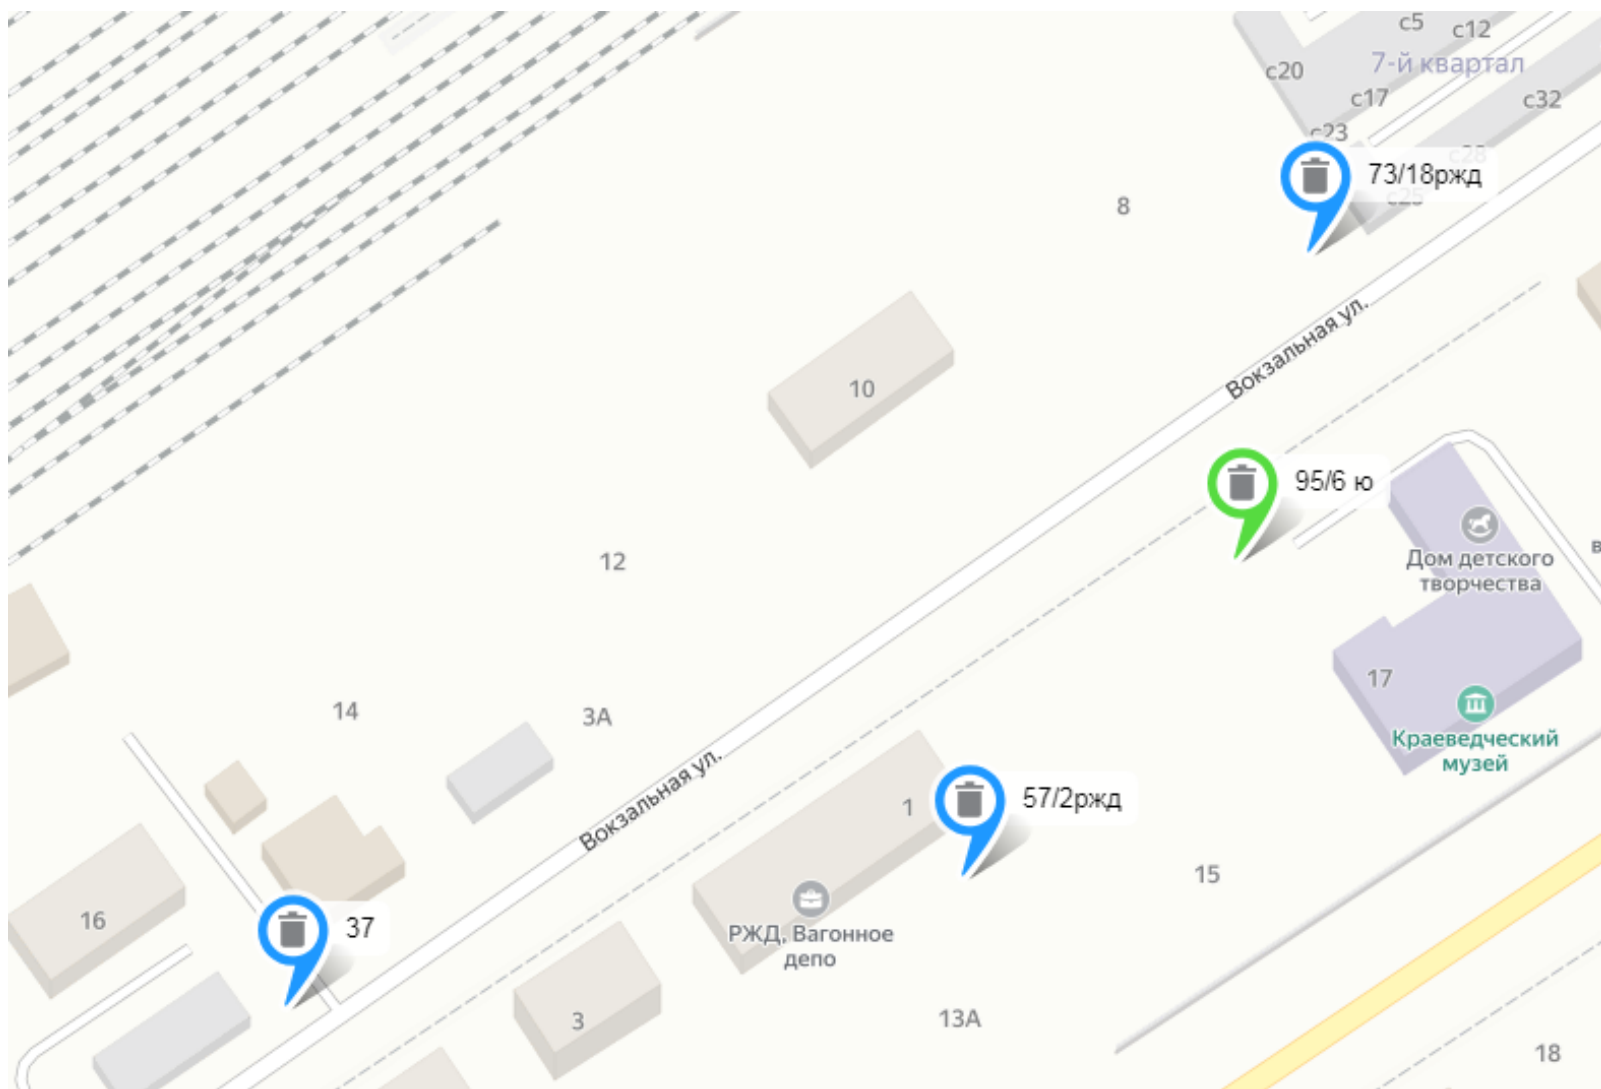 с5
с12
7-й квартал
с20
с17
с32
с23
с28
73/18ржд
с25
8
Вокзальная ул.
10
95/6 ю
Дом детского
творчества
12
17
14
3А
Краеведческий
музей
Вокзальная ул.
1
57/2ржд
15
16
37
РЖД, Вагонное
депо
3
13А
18